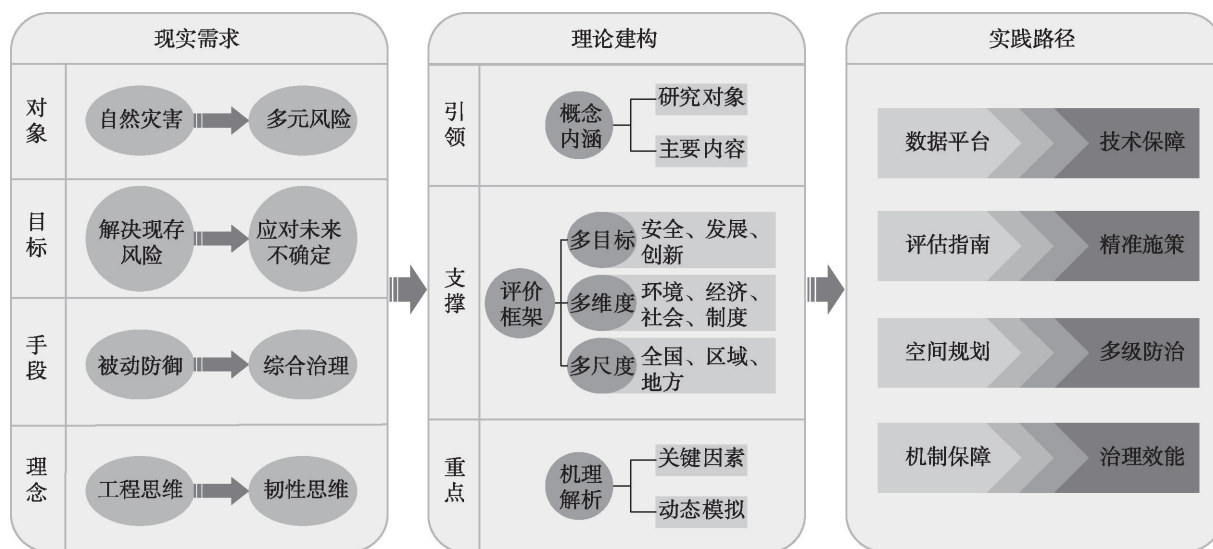 现实需求
对象
自然灾害
多元风险
目标
解决现存
风险
应对未来
不确定
手段
被动防御
综合治理
理念
工程思维
韧性思维
理论建构
引领
概念
内涵
研究对象
主要内容
支撑
评价
框架
多目标
安全、发展、
创新
多维度
环境、经济、
社会、制度
多尺度
全国、区域、
地方
重点
机理
解析
关键因素
动态模拟
实践路径
数据平台
技术保障
评估指南
精准施策
空间规划
多级防治
机制保障
治理效能